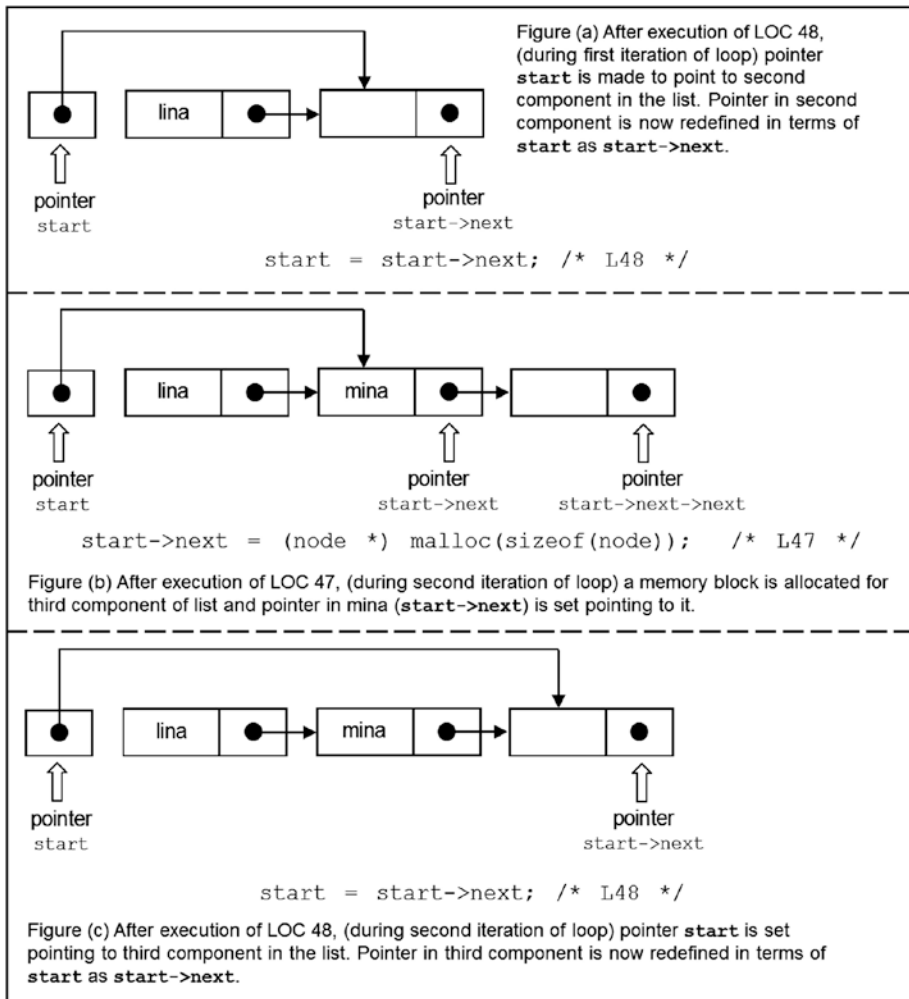 Figure (a) After execution of LOC 48,
(during first iteration of loop) pointer
start is made to point to second
component in the list. Pointer in second
component is now redefined in terms of
start as start->next.
lina
pointer
start
pointer
start->next
start = start->next; /* L48 */
lina
mina
pointer
start
pointer
start->next
pointer
start->next->next
start->next = (node *) malloc(sizeof(node)); /* L47 */
Figure (b) After execution of LOC 47, (during second iteration of loop) a memory block is allocated for
third component of list and pointer in mina (start->next) is set pointing to it.
lina
mina
pointer
start
pointer
start->next
start = start->next; /* L48 */
Figure (c) After execution of LOC 48, (during second iteration of loop) pointer start is set
pointing to third component in the list. Pointer in third component is now redefined in terms of
start as start->next.